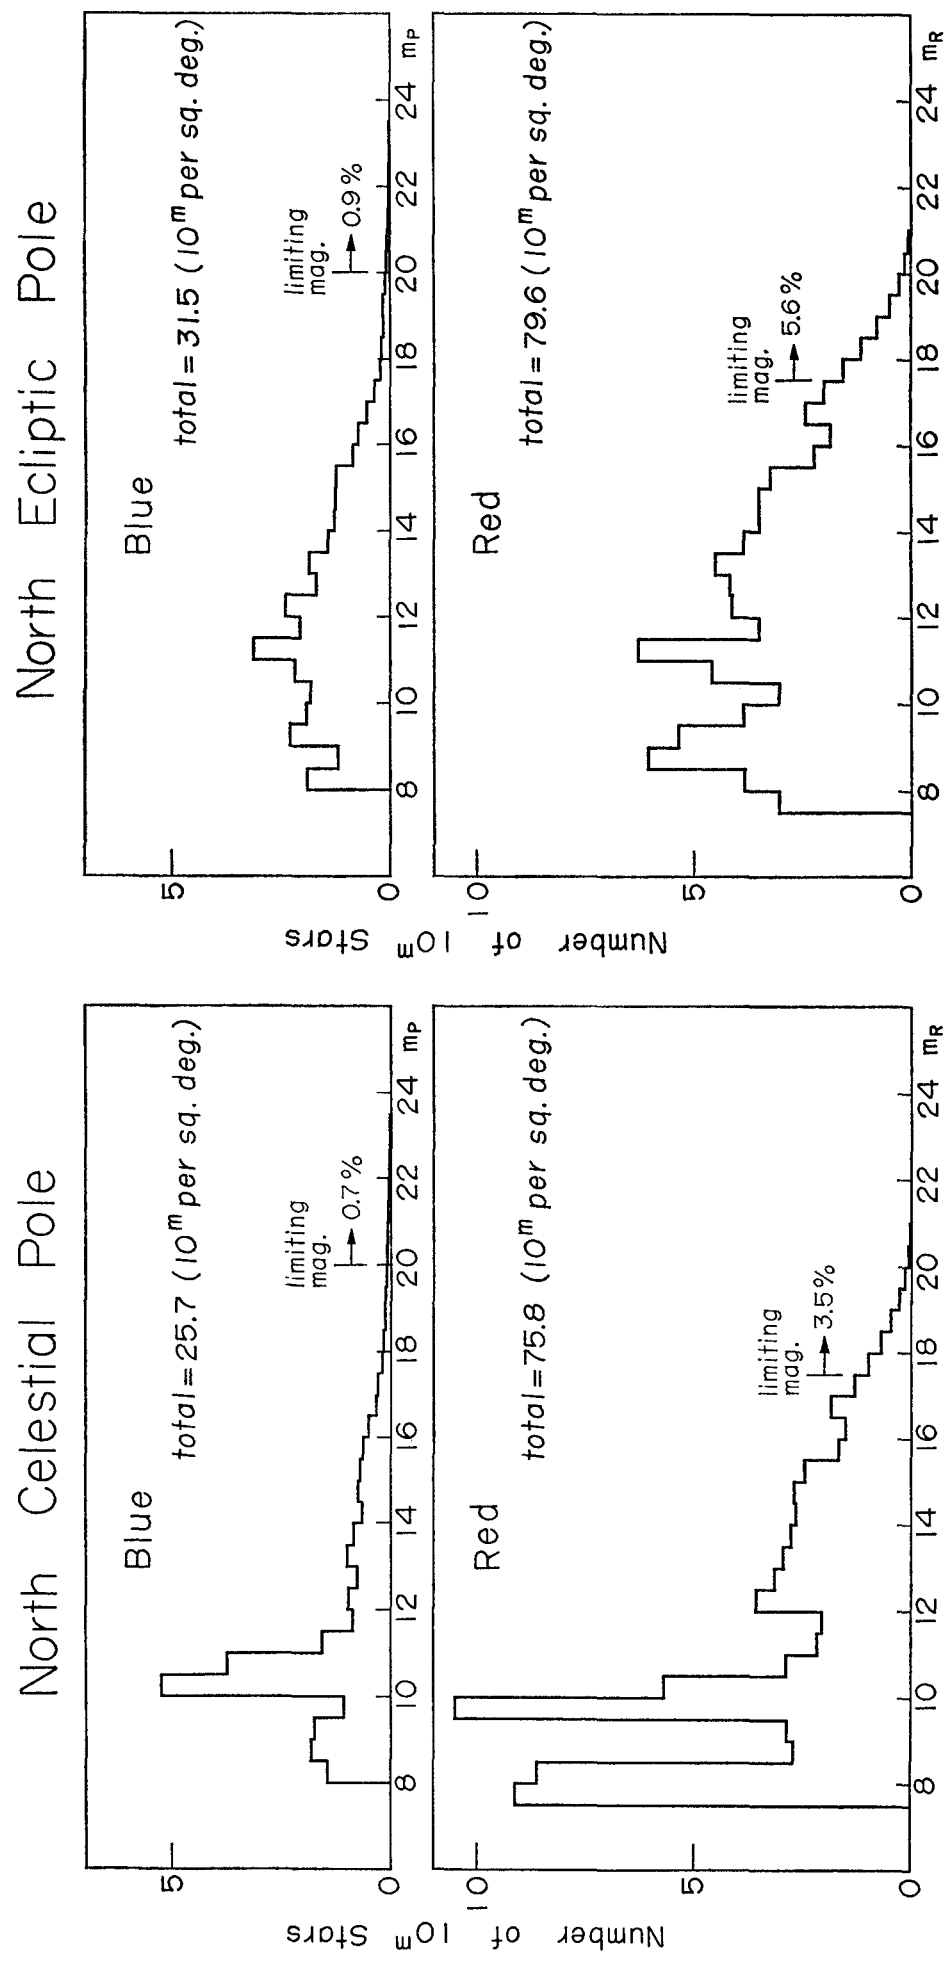 North Celestial Pole
Blue
total = 25.7 (10ᵐ per sq. deg.)
limiting
mag.
0.7 %
5
0
8 10 12 14 16 18 20 22 24 mP
Red
total = 75.8 (10ᵐ per sq. deg.)
limiting
mag.
3.5%
10
5
0
8 10 12 14 16 18 20 22 24 mR
Number of 10ᵐ Stars
North Ecliptic Pole
Blue
total = 31.5 (10ᵐ per sq. deg.)
limiting
mag.
0.9 %
5
0
8 10 12 14 16 18 20 22 24 mP
Red
total = 79.6 (10ᵐ per sq. deg.)
limiting
mag.
5.6%
10
5
0
8 10 12 14 16 18 20 22 24 mR
Number of 10ᵐ Stars